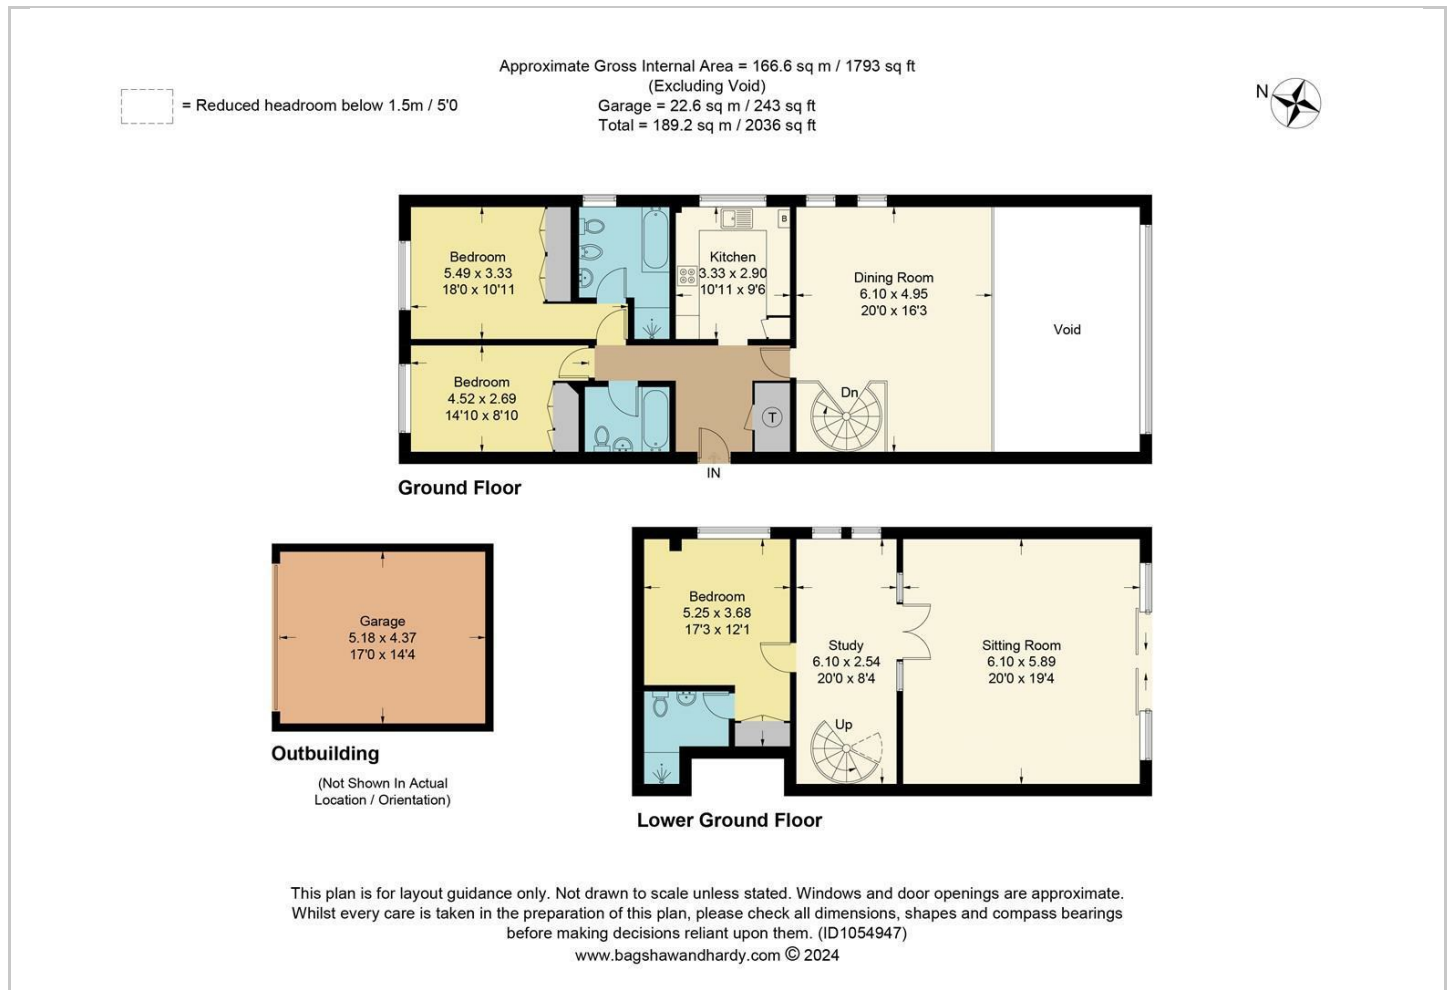 Approximate Gross Internal Area = 166.6 sq m / 1793 sq ft
(Excluding Void)
Garage = 22.6 sq m / 243 sq ft
Total = 189.2 sq m / 2036 sq ft
= Reduced headroom below 1.5m / 5'0
N
Bedroom
5.49 x 3.33
18'0 x 10'11
Kitchen
3.33 x 2.90
10'11 x 9'6
B
Dining Room
6.10 x 4.95
20'0 x 16'3
Void
Bedroom
4.52 x 2.69
14'10 x 8'10
T
Dn
IN
Ground Floor
Garage
5.18 x 4.37
17'0 x 14'4
Outbuilding
(Not Shown In Actual
Location / Orientation)
Bedroom
5.25 x 3.68
17'3 x 12'1
Study
6.10 x 2.54
20'0 x 8'4
Sitting Room
6.10 x 5.89
20'0 x 19'4
Up
Lower Ground Floor
This plan is for layout guidance only. Not drawn to scale unless stated. Windows and door openings are approximate.
Whilst every care is taken in the preparation of this plan, please check all dimensions, shapes and compass bearings
before making decisions reliant upon them. (ID1054947)
www.bagshawandhardy.com © 2024